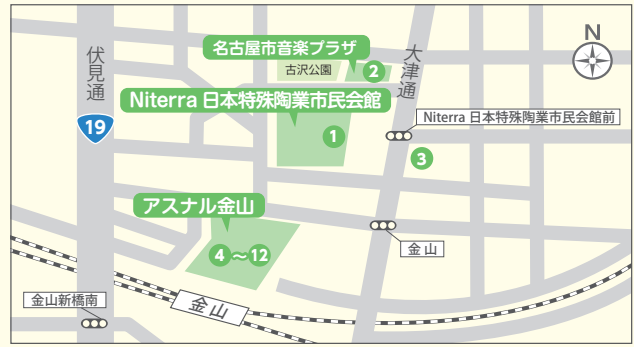 伏見通
19
名古屋市音楽プラザ
古沢公園
2
大津通
N
Niterra 日本特殊陶業市民会館
1
Niterra 日本特殊陶業市民会館前
3
アスナル金山
4～12
金山
金山
金山新橋南